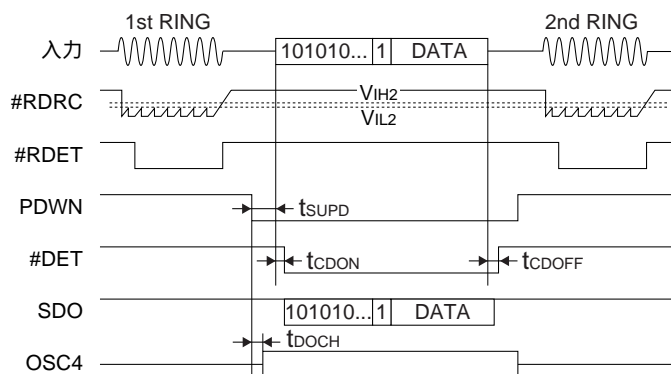 1st RING 2nd RING
入力 101010... 1 DATA
#RDRC VIH2
VIL2
#RDET
PDWN tSUPD
#DET tCDON tCDOFF
SDO 101010... 1 DATA
tDOCH
OSC4